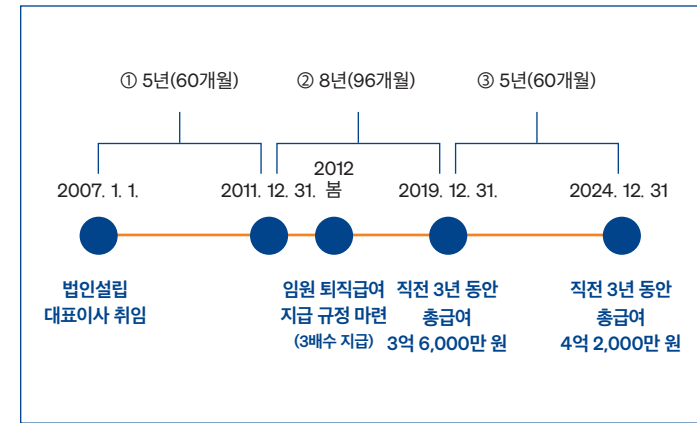 ① 5년(60개월)
② 8년(96개월)
③ 5년(60개월)
2007. 1. 1.
2011. 12. 31.
2012
봄
2019. 12. 31.
2024. 12. 31
법인설립
대표이사 취임
임원 퇴직급여
지급 규정 마련
(3배수 지급)
직전 3년 동안
총급여
3억 6,000만 원
직전 3년 동안
총급여
4억 2,000만 원